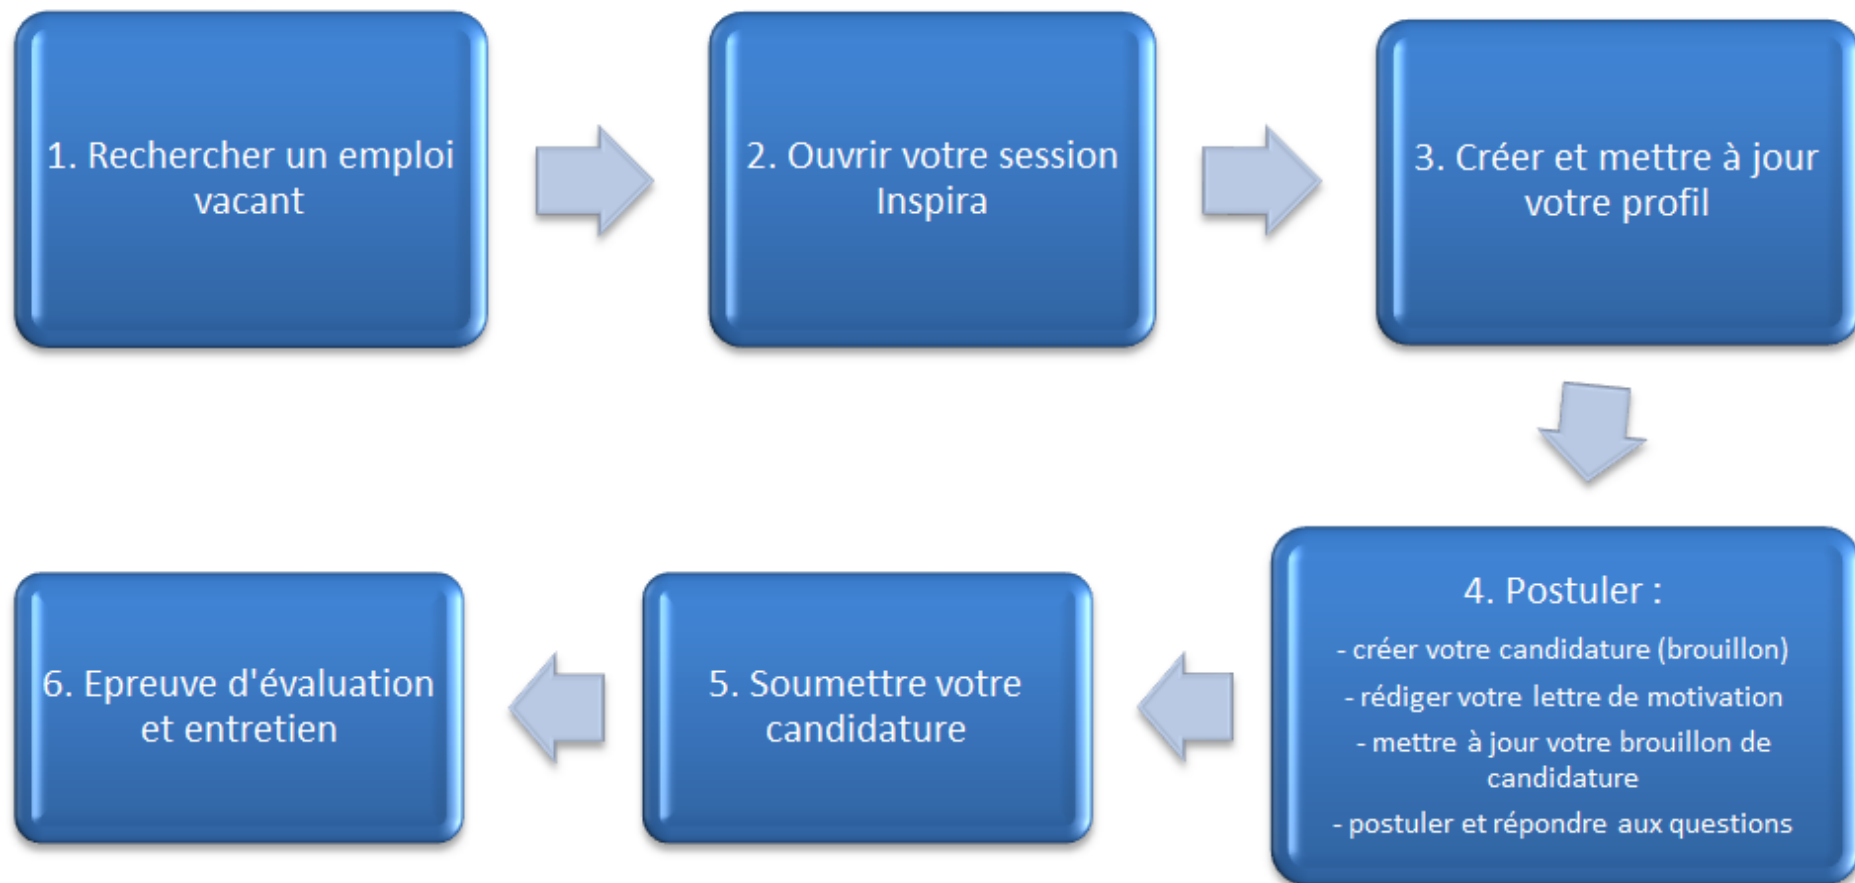 1. Rechercher un emploi
vacant
2. Ouvrir votre session
Inspira
3. Créer et mettre à jour
votre profil
4. Postuler :
- créer votre candidature (brouillon)
- rédiger votre lettre de motivation
- mettre à jour votre brouillon de
candidature
- postuler et répondre aux questions
5. Soumettre votre
candidature
6. Epreuve d'évaluation
et entretien